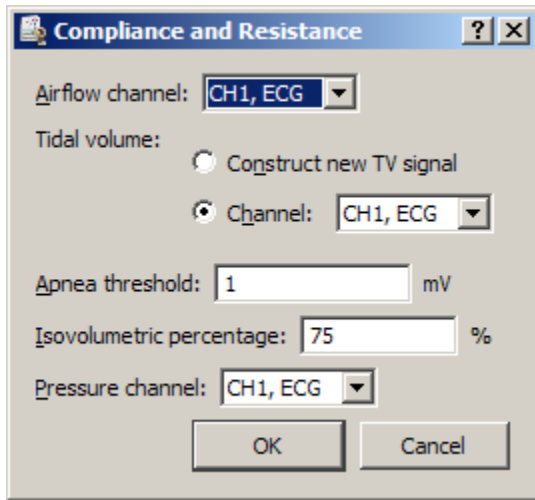 Compliance and Resistance
Airflow channel: CH1, ECG
Tidal volume:
Construct new TV signal
Channel: CH1, ECG
Apnea threshold: 1 mV
Isovolumetric percentage: 75 %
Pressure channel: CH1, ECG
OK Cancel